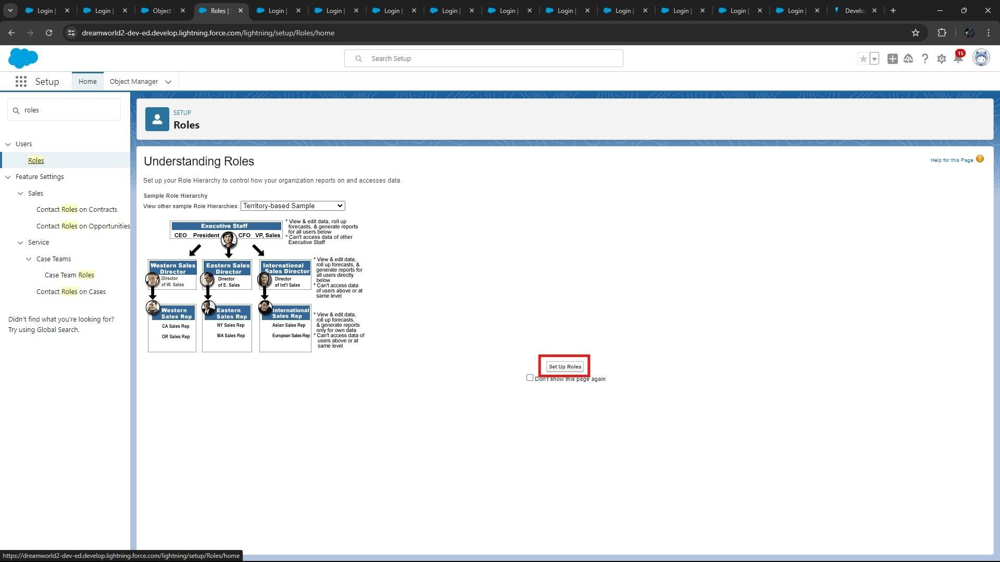 Login |
Login |
Object
Roles |
Login |
Login |
Login |
Login |
Login |
Login |
Login |
Login |
Login |
Login |
Develo
dreamworld2-dev-ed.develop.lightning.force.com/lightning/setup/Roles/home
Search Setup
15
Setup
Home
Object Manager
roles
Users
Roles
Feature Settings
Sales
Contact Roles on Contracts
Contact Roles on Opportunities
Service
Case Teams
Case Team Roles
Contact Roles on Cases
Didn't find what you're looking for?
Try using Global Search.
SETUP
Roles
Understanding Roles
Help for this Page ?
Set up your Role Hierarchy to control how your organization reports on and accesses data.
Sample Role Hierarchy
View other sample Role Hierarchies: Territory-based Sample
Executive Staff
CEO President CFO VP, Sales
* View & edit data, roll up
forecasts, & generate reports
for all users below
* Can't access data of other
Executive Staff
Western Sales
Director
Director
of W. Sales
Eastern Sales
Director
Director
of E. Sales
International
Sales Director
Director
of Int'l Sales
* View & edit data,
roll up forecasts, &
generate reports for
all users directly
below
* Can't access data
of users above or at
same level
Western
Sales Rep
CA Sales Rep
OR Sales Rep
Eastern
Sales Rep
NY Sales Rep
MA Sales Rep
International
Sales Rep
Asian Sales Rep
European Sales Rep
* View & edit data,
roll up forecasts,
& generate reports
only for own data
* Can't access data of
users above or at
same level
Set Up Roles
Don't show this page again
https://dreamworld2-dev-ed.develop.lightning.force.com/lightning/setup/Roles/home